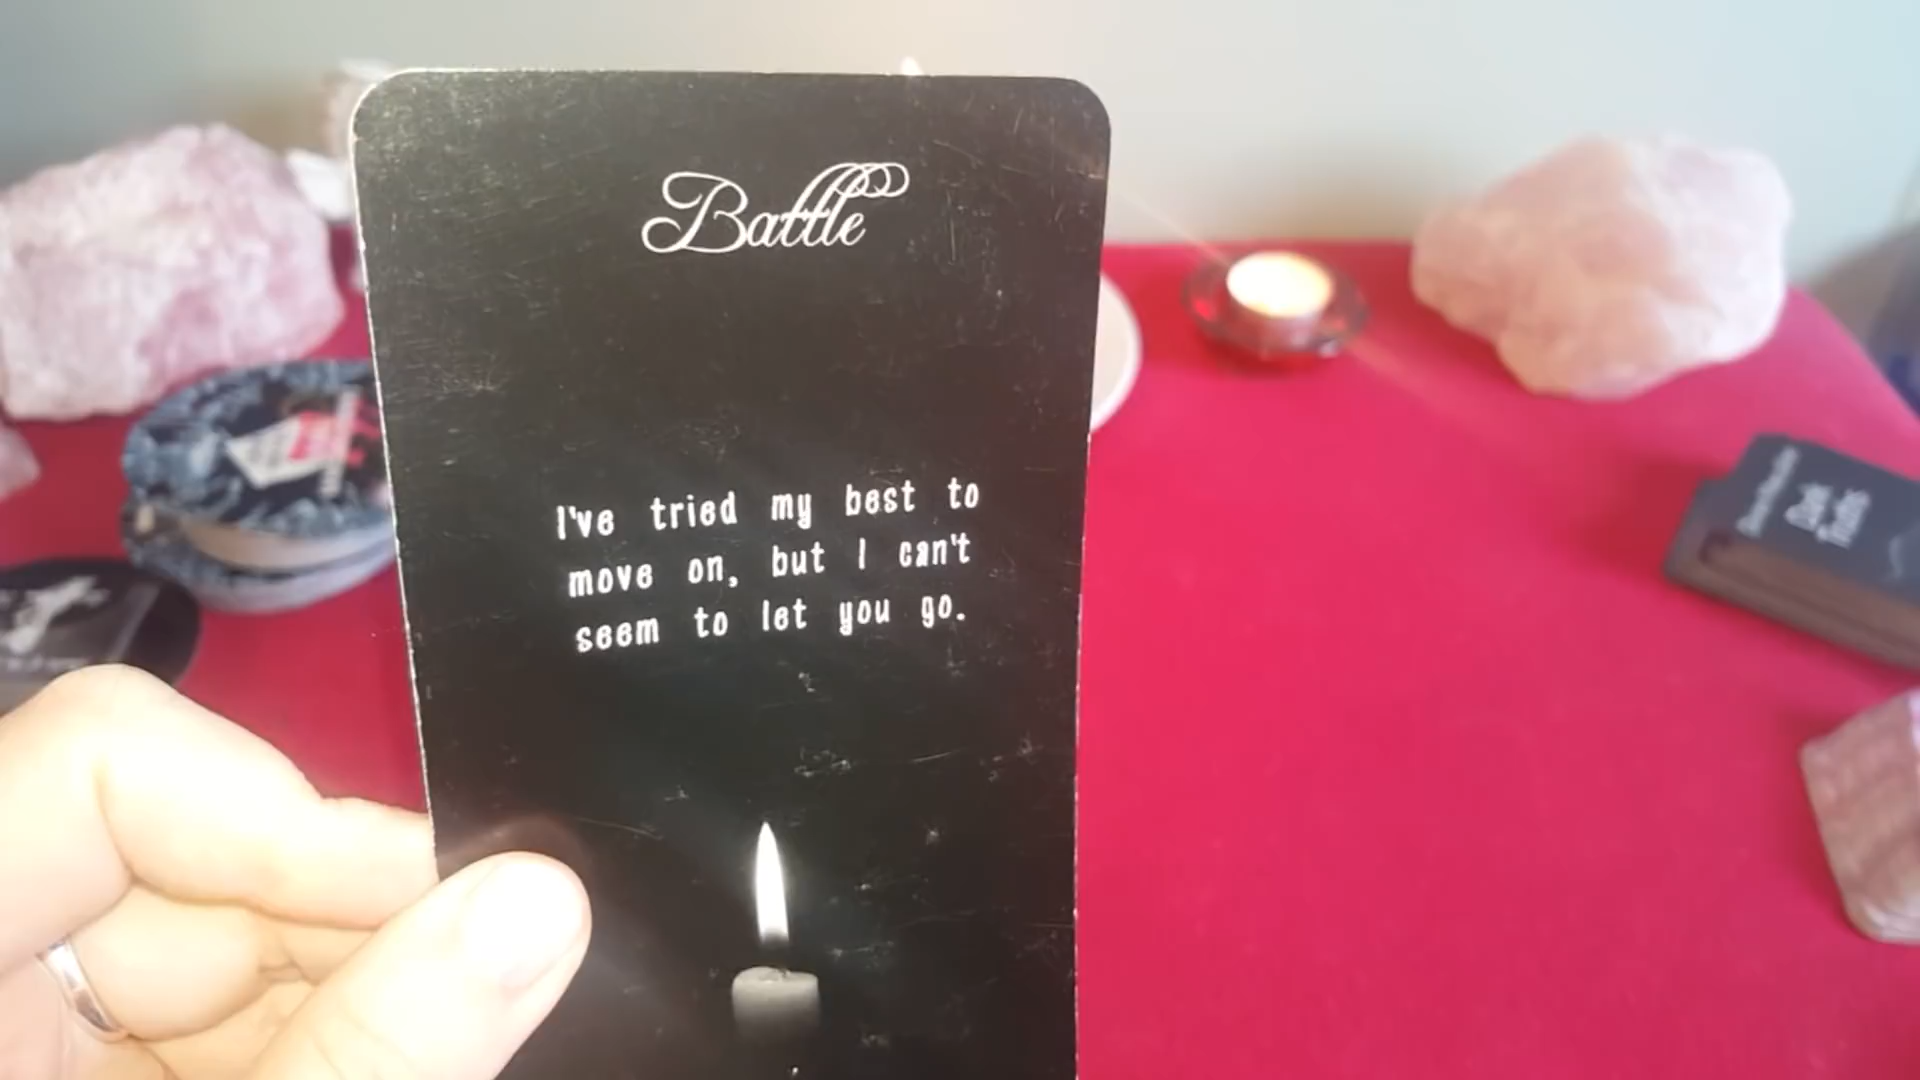 Battle
I've tried my best to
move on, but I can't
seem to let you go.